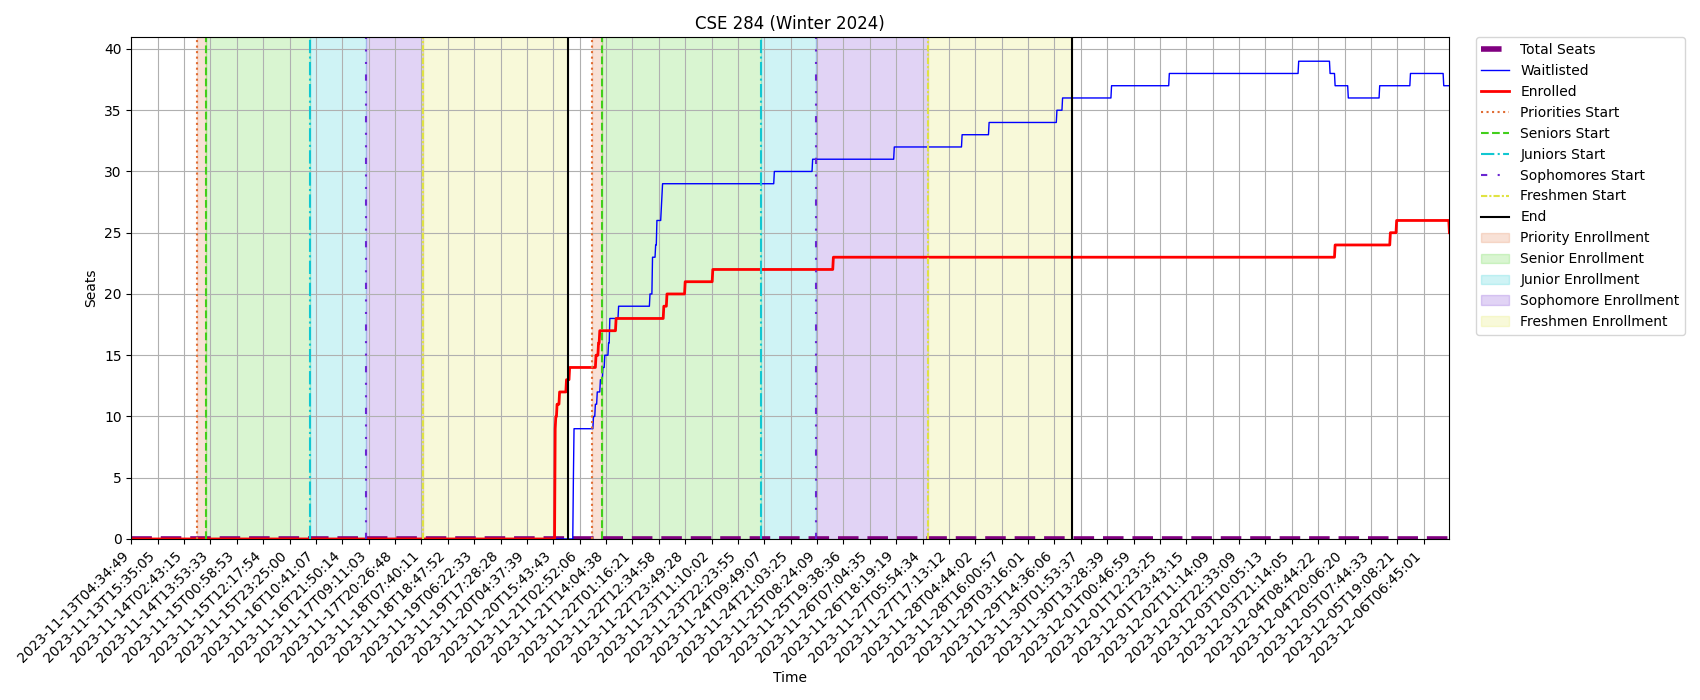 CSE 284 (Winter 2024)
40
35
30
25
20
15
10
5
0
Seats
2023-11-13T04:34:49
2023-11-13T15:35:05
2023-11-14T02:43:15
2023-11-14T13:53:33
2023-11-15T00:58:53
2023-11-15T12:17:54
2023-11-15T23:25:00
2023-11-16T10:41:07
2023-11-16T21:50:14
2023-11-17T09:11:03
2023-11-17T20:26:48
2023-11-18T07:40:11
2023-11-18T18:47:52
2023-11-19T06:22:33
2023-11-19T17:28:28
2023-11-20T04:37:39
2023-11-20T15:43:43
2023-11-21T02:52:06
2023-11-21T14:04:38
2023-11-22T01:16:21
2023-11-22T12:34:58
2023-11-22T23:49:28
2023-11-23T11:10:02
2023-11-23T22:23:55
2023-11-24T09:49:07
2023-11-24T21:03:25
2023-11-25T08:24:09
2023-11-25T19:38:36
2023-11-26T07:04:35
2023-11-26T18:19:19
2023-11-27T05:54:34
2023-11-27T17:13:12
2023-11-28T04:44:02
2023-11-28T16:00:57
2023-11-29T03:16:01
2023-11-29T14:36:06
2023-11-30T01:53:37
2023-11-30T13:28:39
2023-12-01T00:46:59
2023-12-01T12:23:25
2023-12-01T23:43:15
2023-12-02T11:14:09
2023-12-02T22:33:09
2023-12-03T10:05:13
2023-12-03T21:14:05
2023-12-04T08:44:22
2023-12-04T20:06:20
2023-12-05T07:44:33
2023-12-05T19:08:21
2023-12-06T06:45:01
Time
Total Seats
Waitlisted
Enrolled
Priorities Start
Seniors Start
Juniors Start
Sophomores Start
Freshmen Start
End
Priority Enrollment
Senior Enrollment
Junior Enrollment
Sophomore Enrollment
Freshmen Enrollment